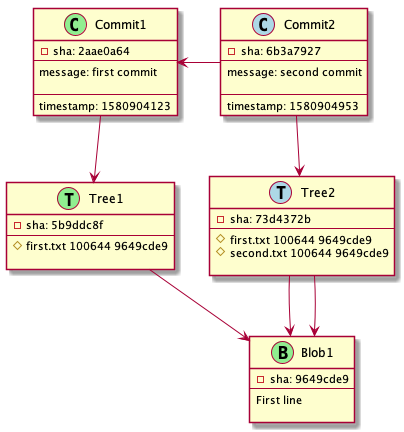 C Commit1
sha: 2aae0a64
message: first commit
timestamp: 1580904123
C Commit2
sha: 6b3a7927
message: second commit
timestamp: 1580904953
T Tree1
sha: 5b9ddc8f
first.txt 100644 9649cde9
T Tree2
sha: 73d4372b
first.txt 100644 9649cde9
second.txt 100644 9649cde9
B Blob1
sha: 9649cde9
First line